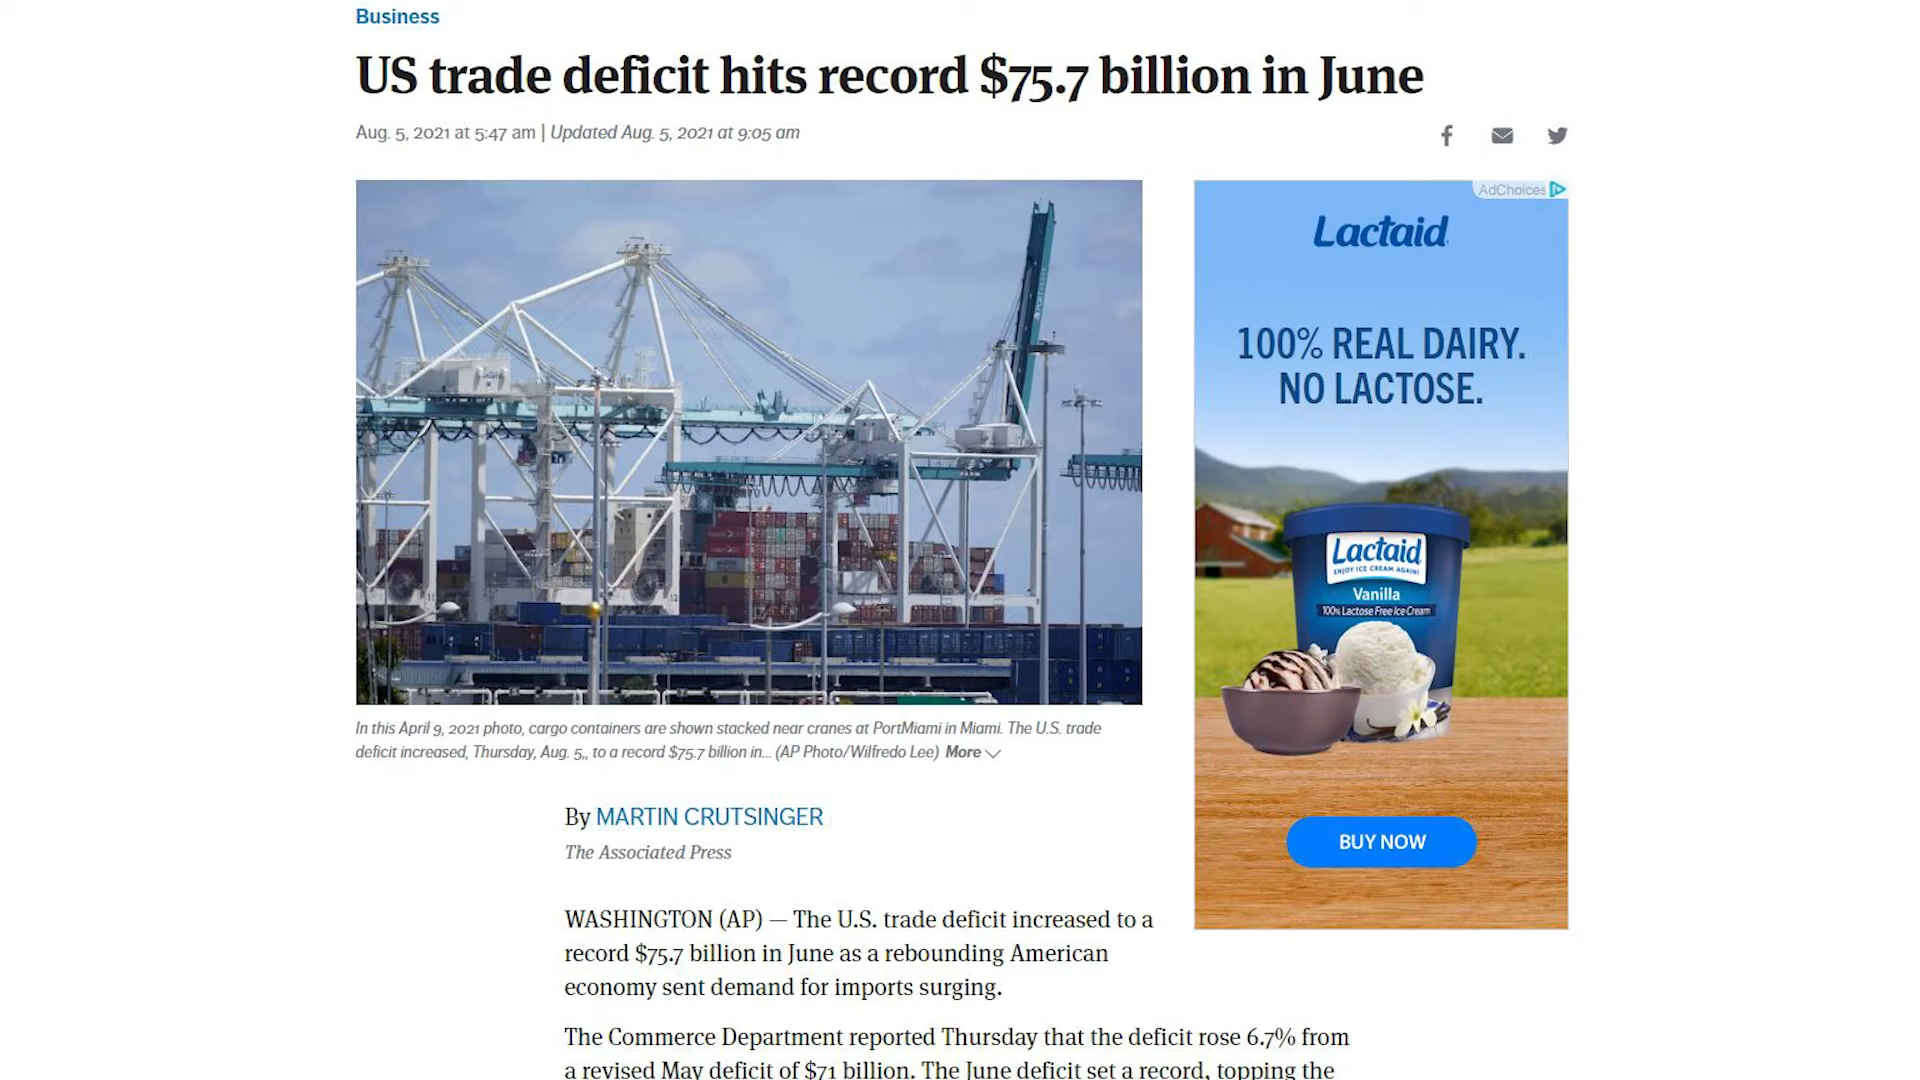 Business
US trade deficit hits record $75.7 billion in June
Aug. 5, 2021 at 5:47 am | Updated Aug. 5, 2021 at 9:05 am
In this April 9, 2021 photo, cargo containers are shown stacked near cranes at PortMiami in Miami. The U.S. trade
deficit increased, Thursday, Aug. 5,, to a record $75.7 billion in... (AP Photo/Wilfredo Lee) More
By MARTIN CRUTSINGER
The Associated Press
WASHINGTON (AP) — The U.S. trade deficit increased to a
record $75.7 billion in June as a rebounding American
economy sent demand for imports surging.
The Commerce Department reported Thursday that the deficit rose 6.7% from
a revised May deficit of $71 billion. The June deficit set a record, topping the
AdChoices
Lactaid
100% REAL DAIRY.
NO LACTOSE.
Lactaid
ENJOY ICE CREAM AGAIN!
Vanilla
100% Lactose Free Ice Cream
BUY NOW